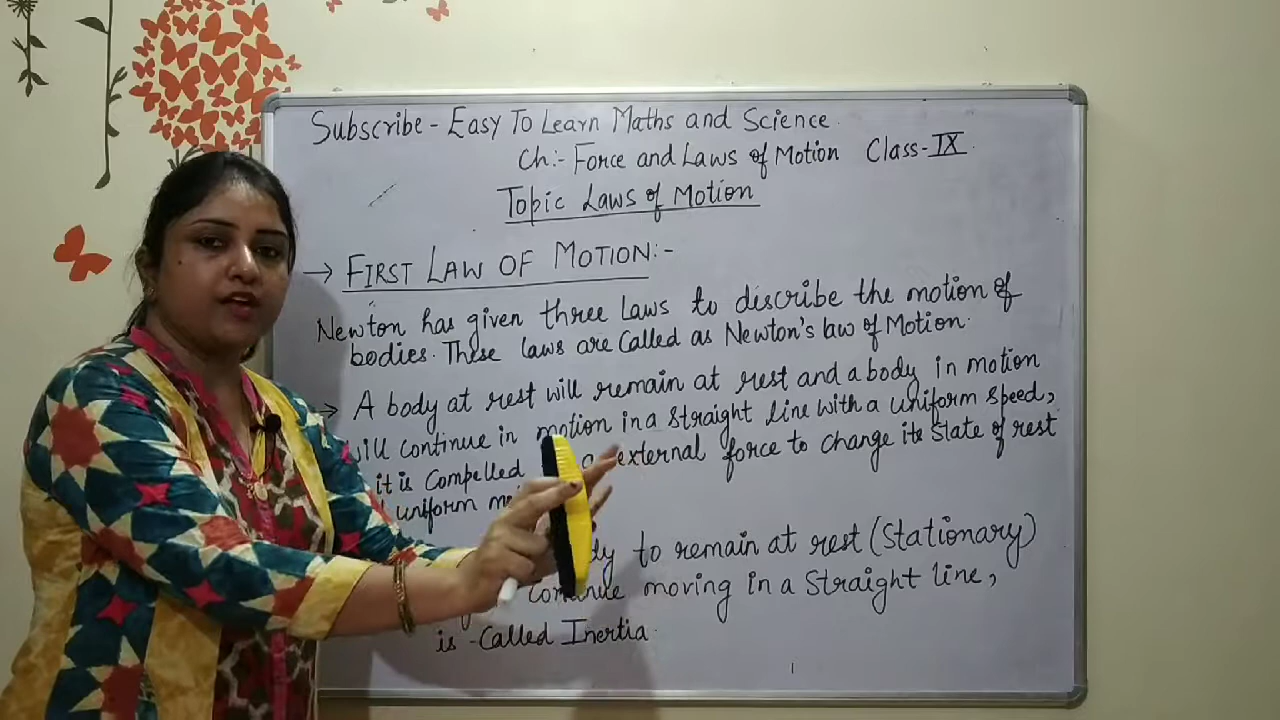 Subscribe - Easy To Learn Maths and Science.
Ch:- Force and Laws of Motion Class-IX
Topic Laws of Motion
→ FIRST LAW OF MOTION:-
Newton has given three Laws to describe the motion of
bodies. These laws are Called as Newton's law of Motion.
→ A body at rest will remain at rest and a body in motion
will continue in motion in a straight line with a uniform speed,
it is Compelled external force to change its state of rest
uniform
to remain at rest (Stationary)
Continue moving in a Straight line,
is -Called Inertia.